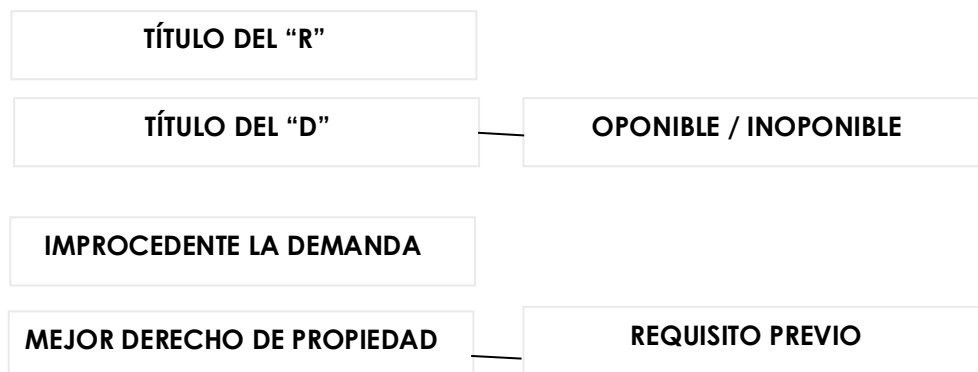 TÍTULO DEL “R”
TÍTULO DEL “D”
OPONIBLE / INOPONIBLE
IMPROCEDENTE LA DEMANDA
MEJOR DERECHO DE PROPIEDAD
REQUISITO PREVIO